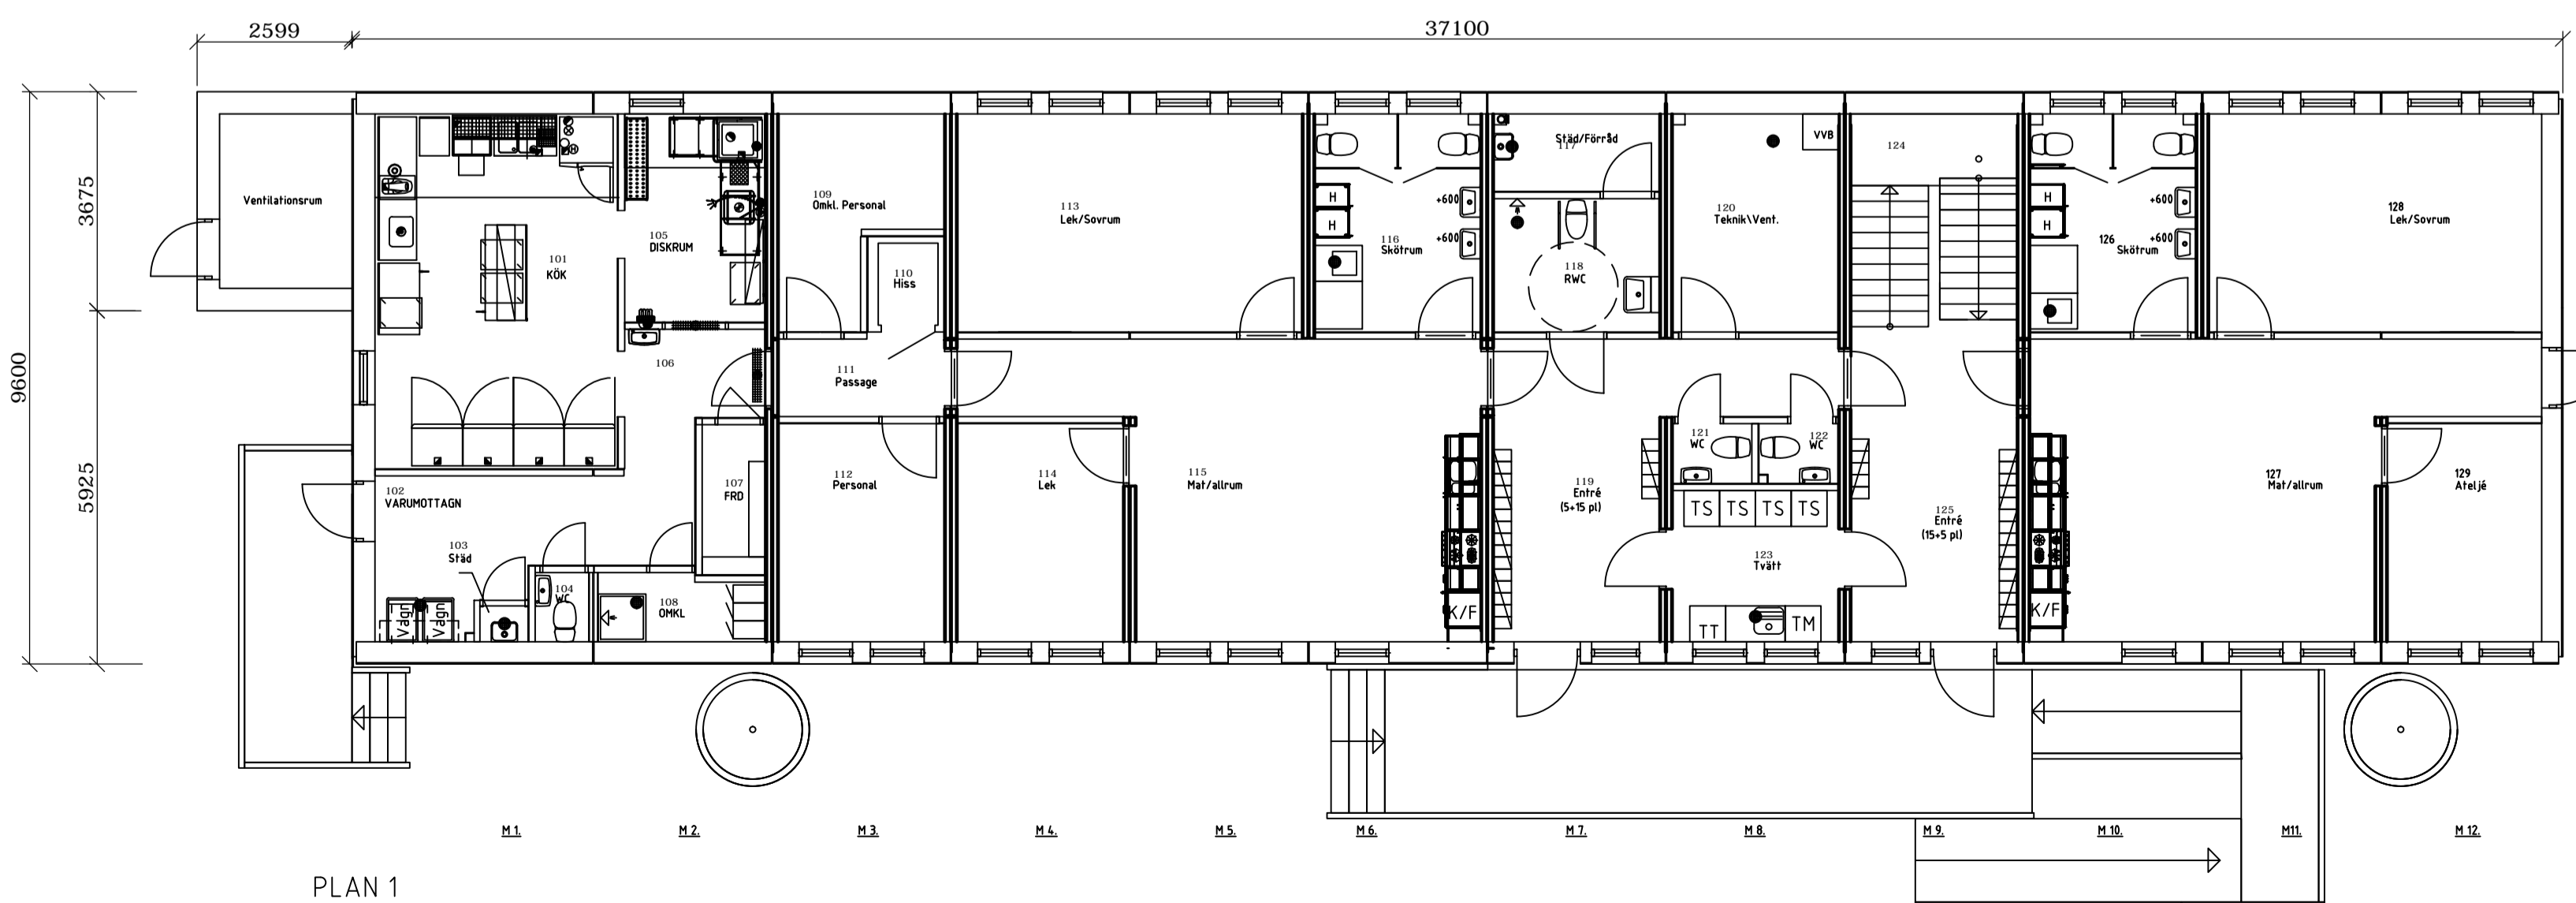 2599
37100
9600
3675
5925
Ventilationsrum
101
KÖK
105
DISKRUM
106
109
Omkl. Personal
110
Hiss
111
Passage
112
Personal
113
Lek/Sovrum
114
Lek
115
Mat/allrum
116
Skötrum
H
H
+600
+600
Städ/Förråd
117
118
RWC
119
Entré
(5+15 pl)
120
Teknik\Vent.
VVB
121
WC
122
WC
TS
TS
TS
TS
123
Tvätt
TT
TM
124
125
Entré
(15+5 pl)
126
Skötrum
H
H
+600
+600
127
Mat/allrum
128
Lek/Sovrum
129
Ateljé
K/F
K/F
102
VARUMOTTAGN
103
Städ
104
WC
107
FRD
108
OMKL
Vagn
Vagn
M 1.
M 2.
M 3.
M 4.
M 5.
M 6.
M 7.
M 8.
M 9.
M 10.
M11.
M 12.
PLAN 1